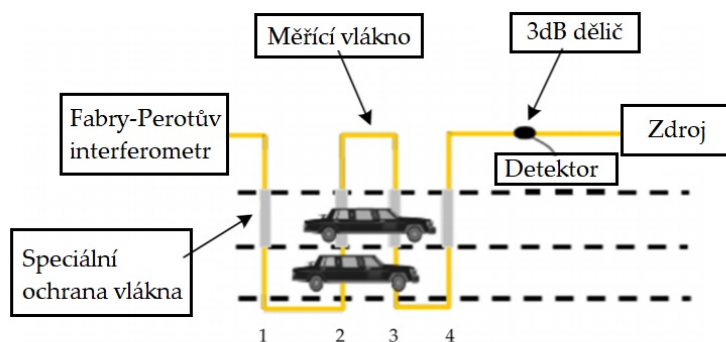 Měřící vlákno
3dB dělič
Fabry-Perotův
interferometr
Zdroj
Detektor
Speciální
ochrana vlákna
1 2 3 4